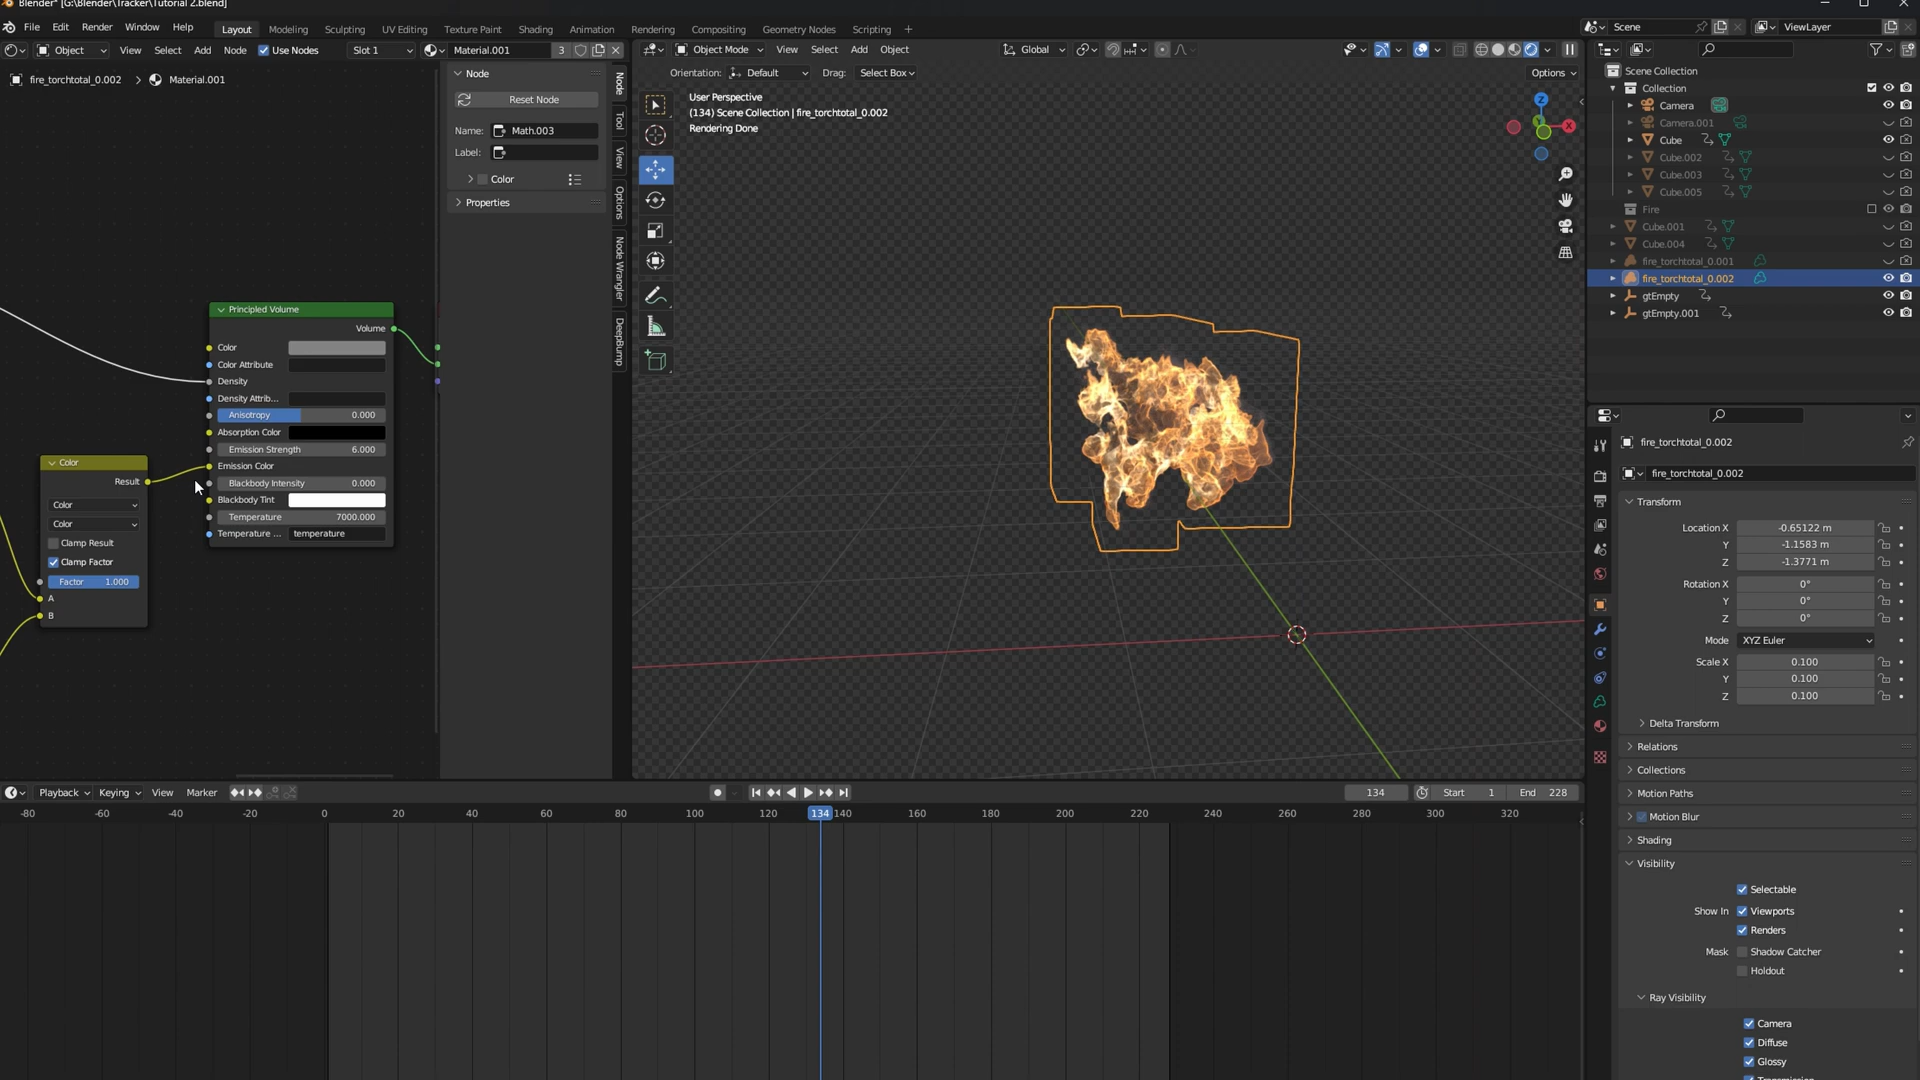 Blender* [G:\Blender\Tracker\Tutorial 2.blend]
File Edit Render Window Help Layout Modeling Sculpting UV Editing Texture Paint Shading Animation Rendering Compositing Geometry Nodes Scripting + Scene ViewLayer
Object View Select Add Node Use Nodes Slot 1 Material.001 3 Object Mode View Select Add Object Global
fire_torchtotal_0.002 > Material.001
Node
Reset Node
Name: Math.003
Label:
Color
Properties
Node
Tool
View
Options
Node Wrangler
DeepBump
Principled Volume
Volume
Color
Color Attribute
Density
Density Attrib...
Anisotropy 0.000
Absorption Color
Emission Strength 6.000
Emission Color
Blackbody Intensity 0.000
Blackbody Tint
Temperature 7000.000
Temperature ... temperature
Color
Result
Color
Color
Clamp Result
Clamp Factor
Factor 1.000
A
B
Orientation: Default Drag: Select Box Options
User Perspective
(134) Scene Collection | fire_torchtotal_0.002
Rendering Done
Z
X
Y
Scene Collection
Collection
Camera
Camera.001
Cube
Cube.002
Cube.003
Cube.005
Fire
Cube.001
Cube.004
fire_torchtotal_0.001
fire_torchtotal_0.002
gtEmpty
gtEmpty.001
fire_torchtotal_0.002
fire_torchtotal_0.002
Transform
Location X -0.65122 m
Y -1.1583 m
Z -1.3771 m
Rotation X 0°
Y 0°
Z 0°
Mode XYZ Euler
Scale X 0.100
Y 0.100
Z 0.100
Delta Transform
Relations
Collections
Motion Paths
Motion Blur
Shading
Visibility
Selectable
Show In Viewports
Renders
Mask Shadow Catcher
Holdout
Ray Visibility
Camera
Diffuse
Glossy
Playback Keying View Marker 134 Start 1 End 228
-80 -60 -40 -20 0 20 40 60 80 100 120 134 140 160 180 200 220 240 260 280 300 320